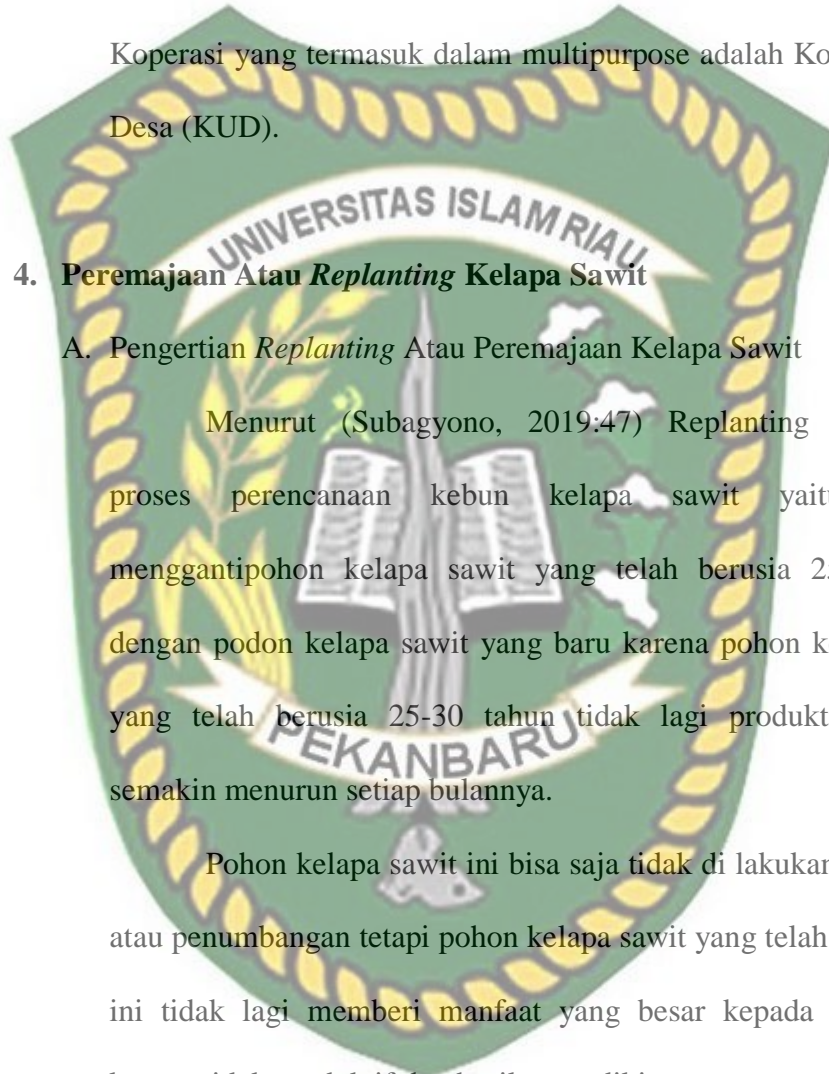 Koperasi yang termasuk dalam multipurpose adalah Ko
Desa (KUD).
UNIVERSITAS ISLAM RIAU
4. Peremajaan Atau Replanting Kelapa Sawit
A. Pengertian Replanting Atau Peremajaan Kelapa Sawit
Menurut (Subagyono, 2019:47) Replanting
proses perencanaan kebun kelapa sawit yaitu
menggantipohon kelapa sawit yang telah berusia 25
dengan podon kelapa sawit yang baru karena pohon k
yang telah berusia 25-30 tahun tidak lagi produkt
PEKANBARU
semakin menurun setiap bulannya.
Pohon kelapa sawit ini bisa saja tidak di lakukan
atau penumbangan tetapi pohon kelapa sawit yang telah
ini tidak lagi memberi manfaat yang besar kepada